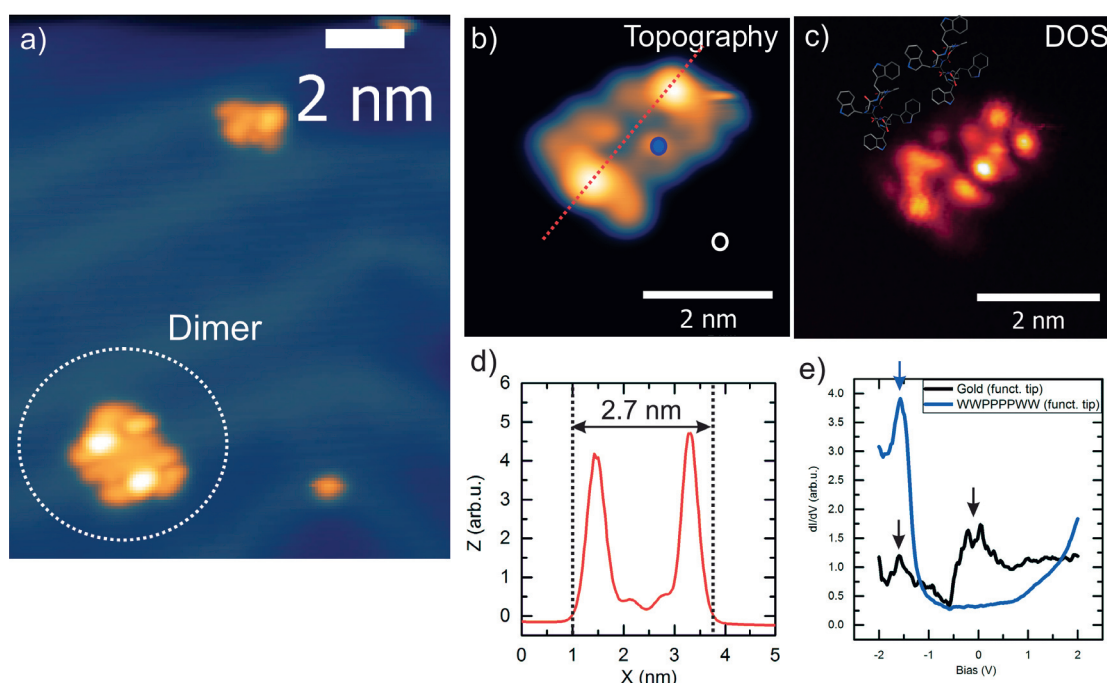 a)
2 nm
Dimer
b)
Topography
2 nm
c)
DOS
2 nm
d)
6
5
4
3
2
1
0
Z (arb.u.)
2.7 nm
0 1 2 3 4 5
X (nm)
e)
4.0
3.5
3.0
2.5
2.0
1.5
1.0
0.5
0.0
dI/dV (arb.u.)
Gold (funct. tip)
WWPPPPWW (funct. tip)
-2 -1 0 1 2
Bias (V)